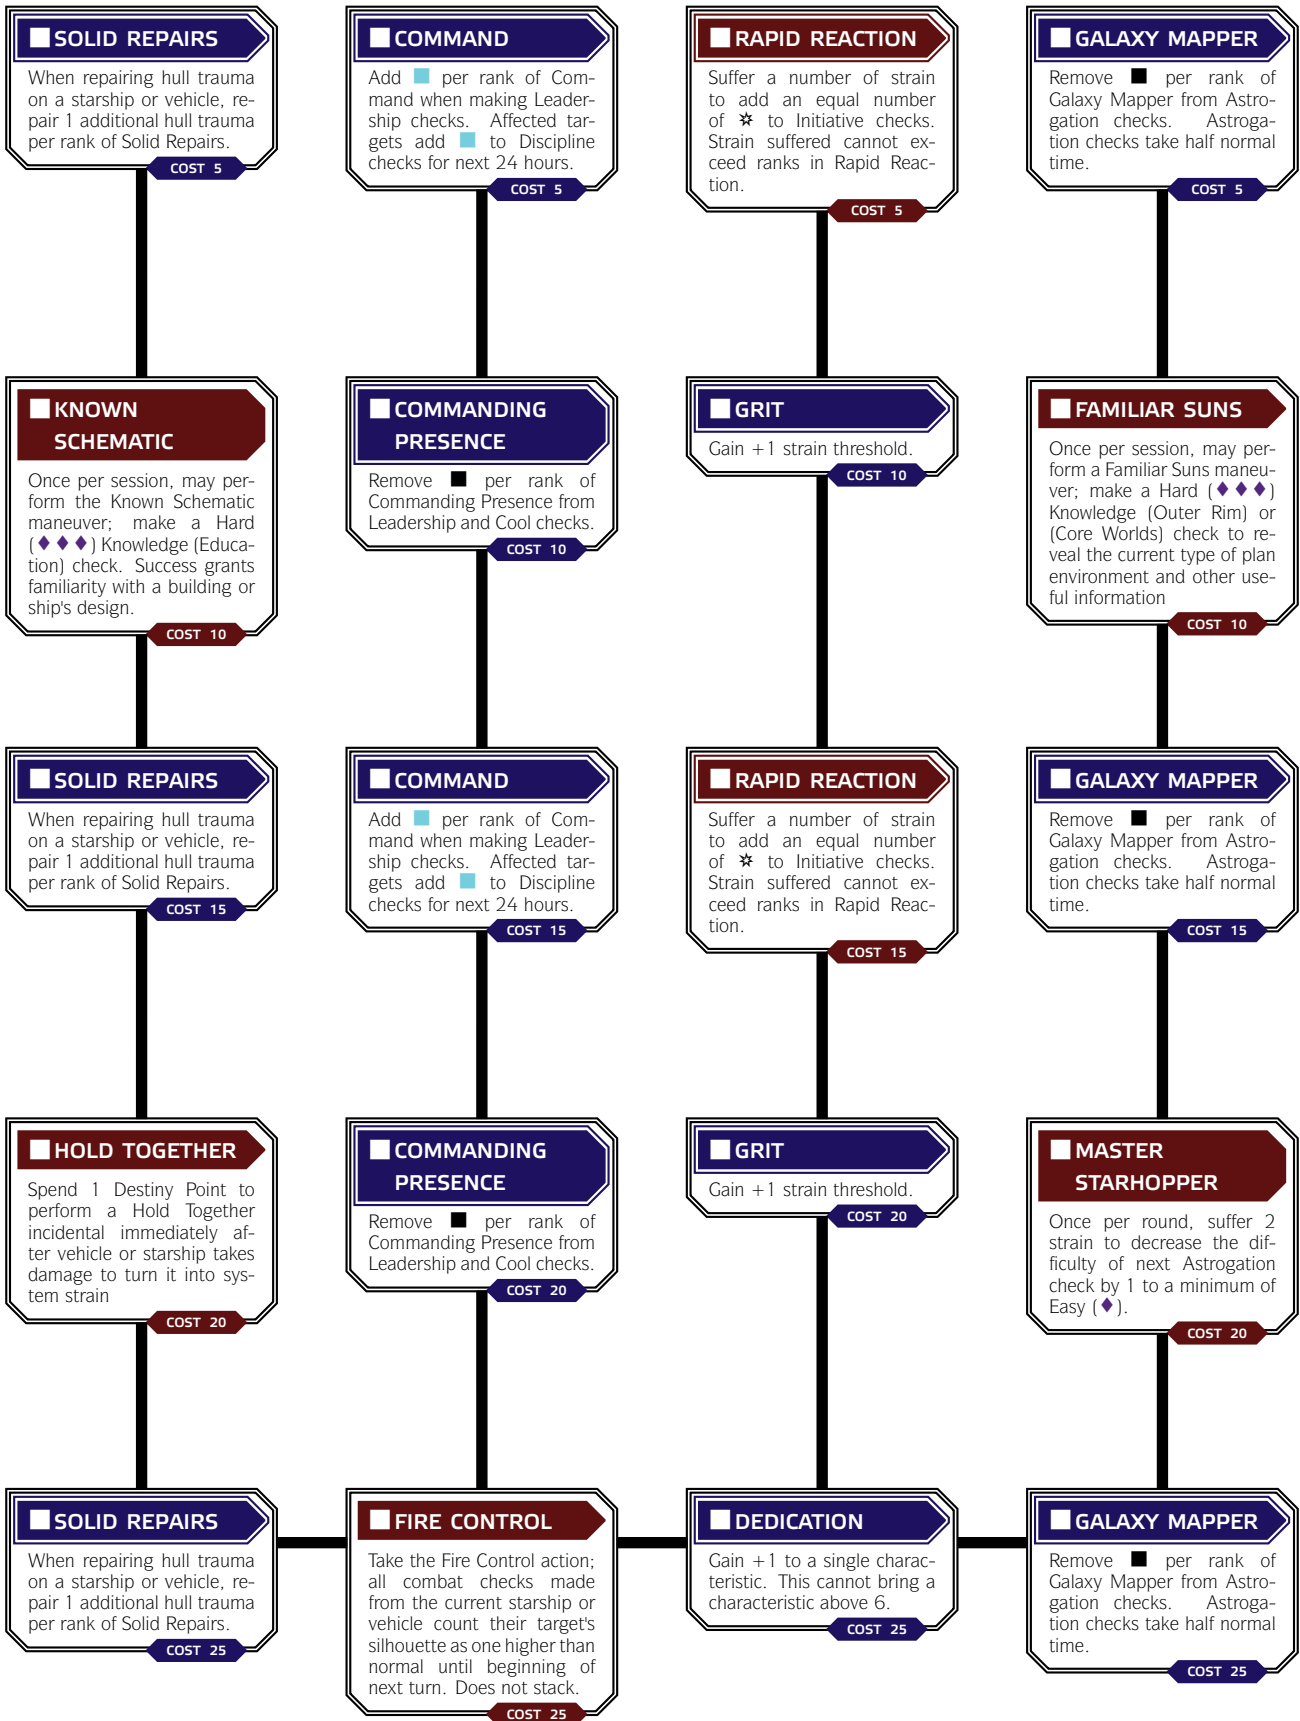 SOLID REPAIRS
When repairing hull trauma
on a starship or vehicle, re-
pair 1 additional hull trauma
per rank of Solid Repairs.
COST 5
COMMAND
Add per rank of Com-
mand when making Leader-
ship checks. Affected tar-
gets add to Discipline
checks for next 24 hours.
COST 5
RAPID REACTION
Suffer a number of strain
to add an equal number
of to Initiative checks.
Strain suffered cannot ex-
ceed ranks in Rapid Reac-
tion.
COST 5
GALAXY MAPPER
Remove per rank of
Galaxy Mapper from Astro-
gation checks. Astroga-
tion checks take half normal
time.
COST 5
KNOWN
SCHEMATIC
Once per session, may per-
form the Known Schematic
maneuver; make a Hard
(♦ ♦ ♦) Knowledge (Educa-
tion) check. Success grants
familiarity with a building or
ship's design.
COST 10
COMMANDING
PRESENCE
Remove per rank of
Commanding Presence from
Leadership and Cool checks.
COST 10
GRIT
Gain +1 strain threshold.
COST 10
FAMILIAR SUNS
Once per session, may per-
form a Familiar Suns maneu-
ver; make a Hard (♦ ♦ ♦)
Knowledge (Outer Rim) or
(Core Worlds) check to re-
veal the current type of plan
environment and other use-
ful information
COST 10
SOLID REPAIRS
When repairing hull trauma
on a starship or vehicle, re-
pair 1 additional hull trauma
per rank of Solid Repairs.
COST 15
COMMAND
Add per rank of Com-
mand when making Leader-
ship checks. Affected tar-
gets add to Discipline
checks for next 24 hours.
COST 15
RAPID REACTION
Suffer a number of strain
to add an equal number
of to Initiative checks.
Strain suffered cannot ex-
ceed ranks in Rapid Reac-
tion.
COST 15
GALAXY MAPPER
Remove per rank of
Galaxy Mapper from Astro-
gation checks. Astroga-
tion checks take half normal
time.
COST 15
HOLD TOGETHER
Spend 1 Destiny Point to
perform a Hold Together
incidental immediately af-
ter vehicle or starship takes
damage to turn it into sys-
tem strain
COST 20
COMMANDING
PRESENCE
Remove per rank of
Commanding Presence from
Leadership and Cool checks.
COST 20
GRIT
Gain +1 strain threshold.
COST 20
MASTER
STARHOPPER
Once per round, suffer 2
strain to decrease the dif-
ficulty of next Astrogation
check by 1 to a minimum of
Easy (♦).
COST 20
SOLID REPAIRS
When repairing hull trauma
on a starship or vehicle, re-
pair 1 additional hull trauma
per rank of Solid Repairs.
COST 25
FIRE CONTROL
Take the Fire Control action;
all combat checks made
from the current starship or
vehicle count their target's
silhouette as one higher than
normal until beginning of
next turn. Does not stack.
COST 25
DEDICATION
Gain +1 to a single charac-
teristic. This cannot bring a
characteristic above 6.
COST 25
GALAXY MAPPER
Remove per rank of
Galaxy Mapper from Astro-
gation checks. Astroga-
tion checks take half normal
time.
COST 25